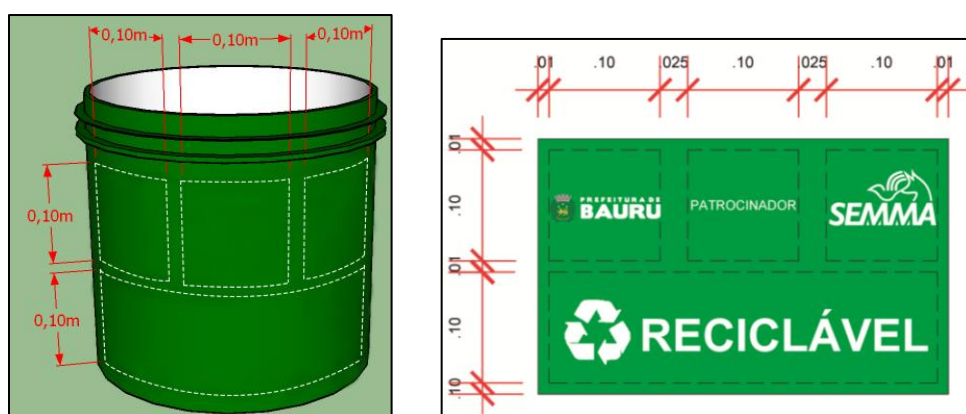 0,10m
0,10m
0,10m
0,10m
0,10m
.01
.10
.025
.10
.025
.10
.01
.01
.10
.01
.10
.10
PREFEITURA DE
BAURU
PATROCINADOR
SEMMA
RECICLÁVEL